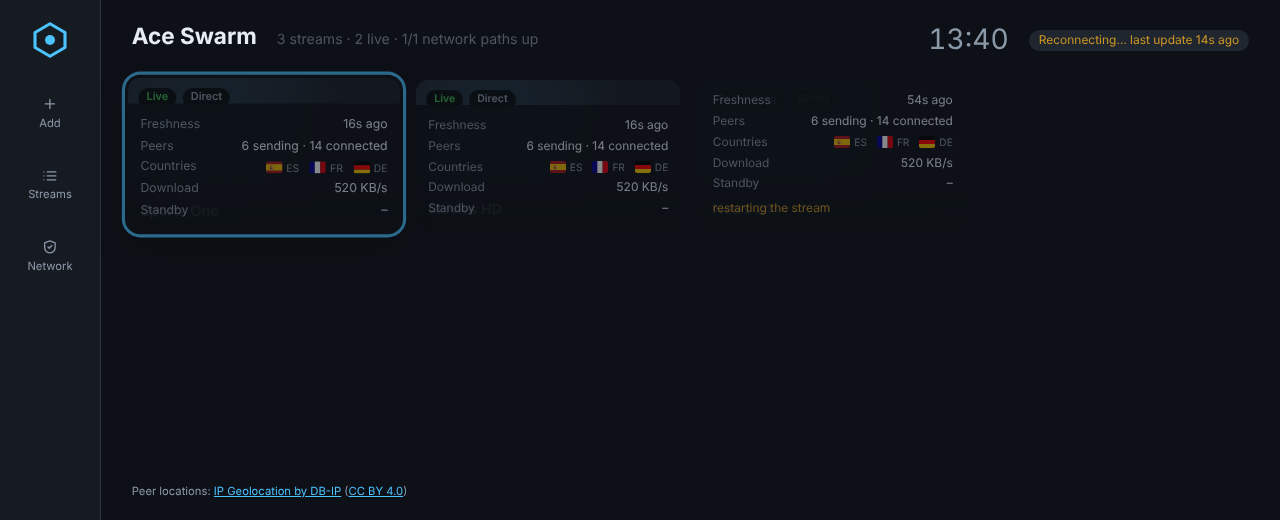 Ace Swarm
3 streams · 2 live · 1/1 network paths up
13:40
Reconnecting... last update 14s ago
Add
Streams
Network
Live
Direct
Freshness
16s ago
Peers
6 sending · 14 connected
Countries
ES
FR
DE
Download
520 KB/s
Standby
–
Live
Direct
Freshness
16s ago
Peers
6 sending · 14 connected
Countries
ES
FR
DE
Download
520 KB/s
Standby
HD
–
Direct
Freshness
54s ago
Peers
6 sending · 14 connected
Countries
ES
FR
DE
Download
520 KB/s
Standby
–
restarting the stream
Peer locations: IP Geolocation by DB-IP (CC BY 4.0)